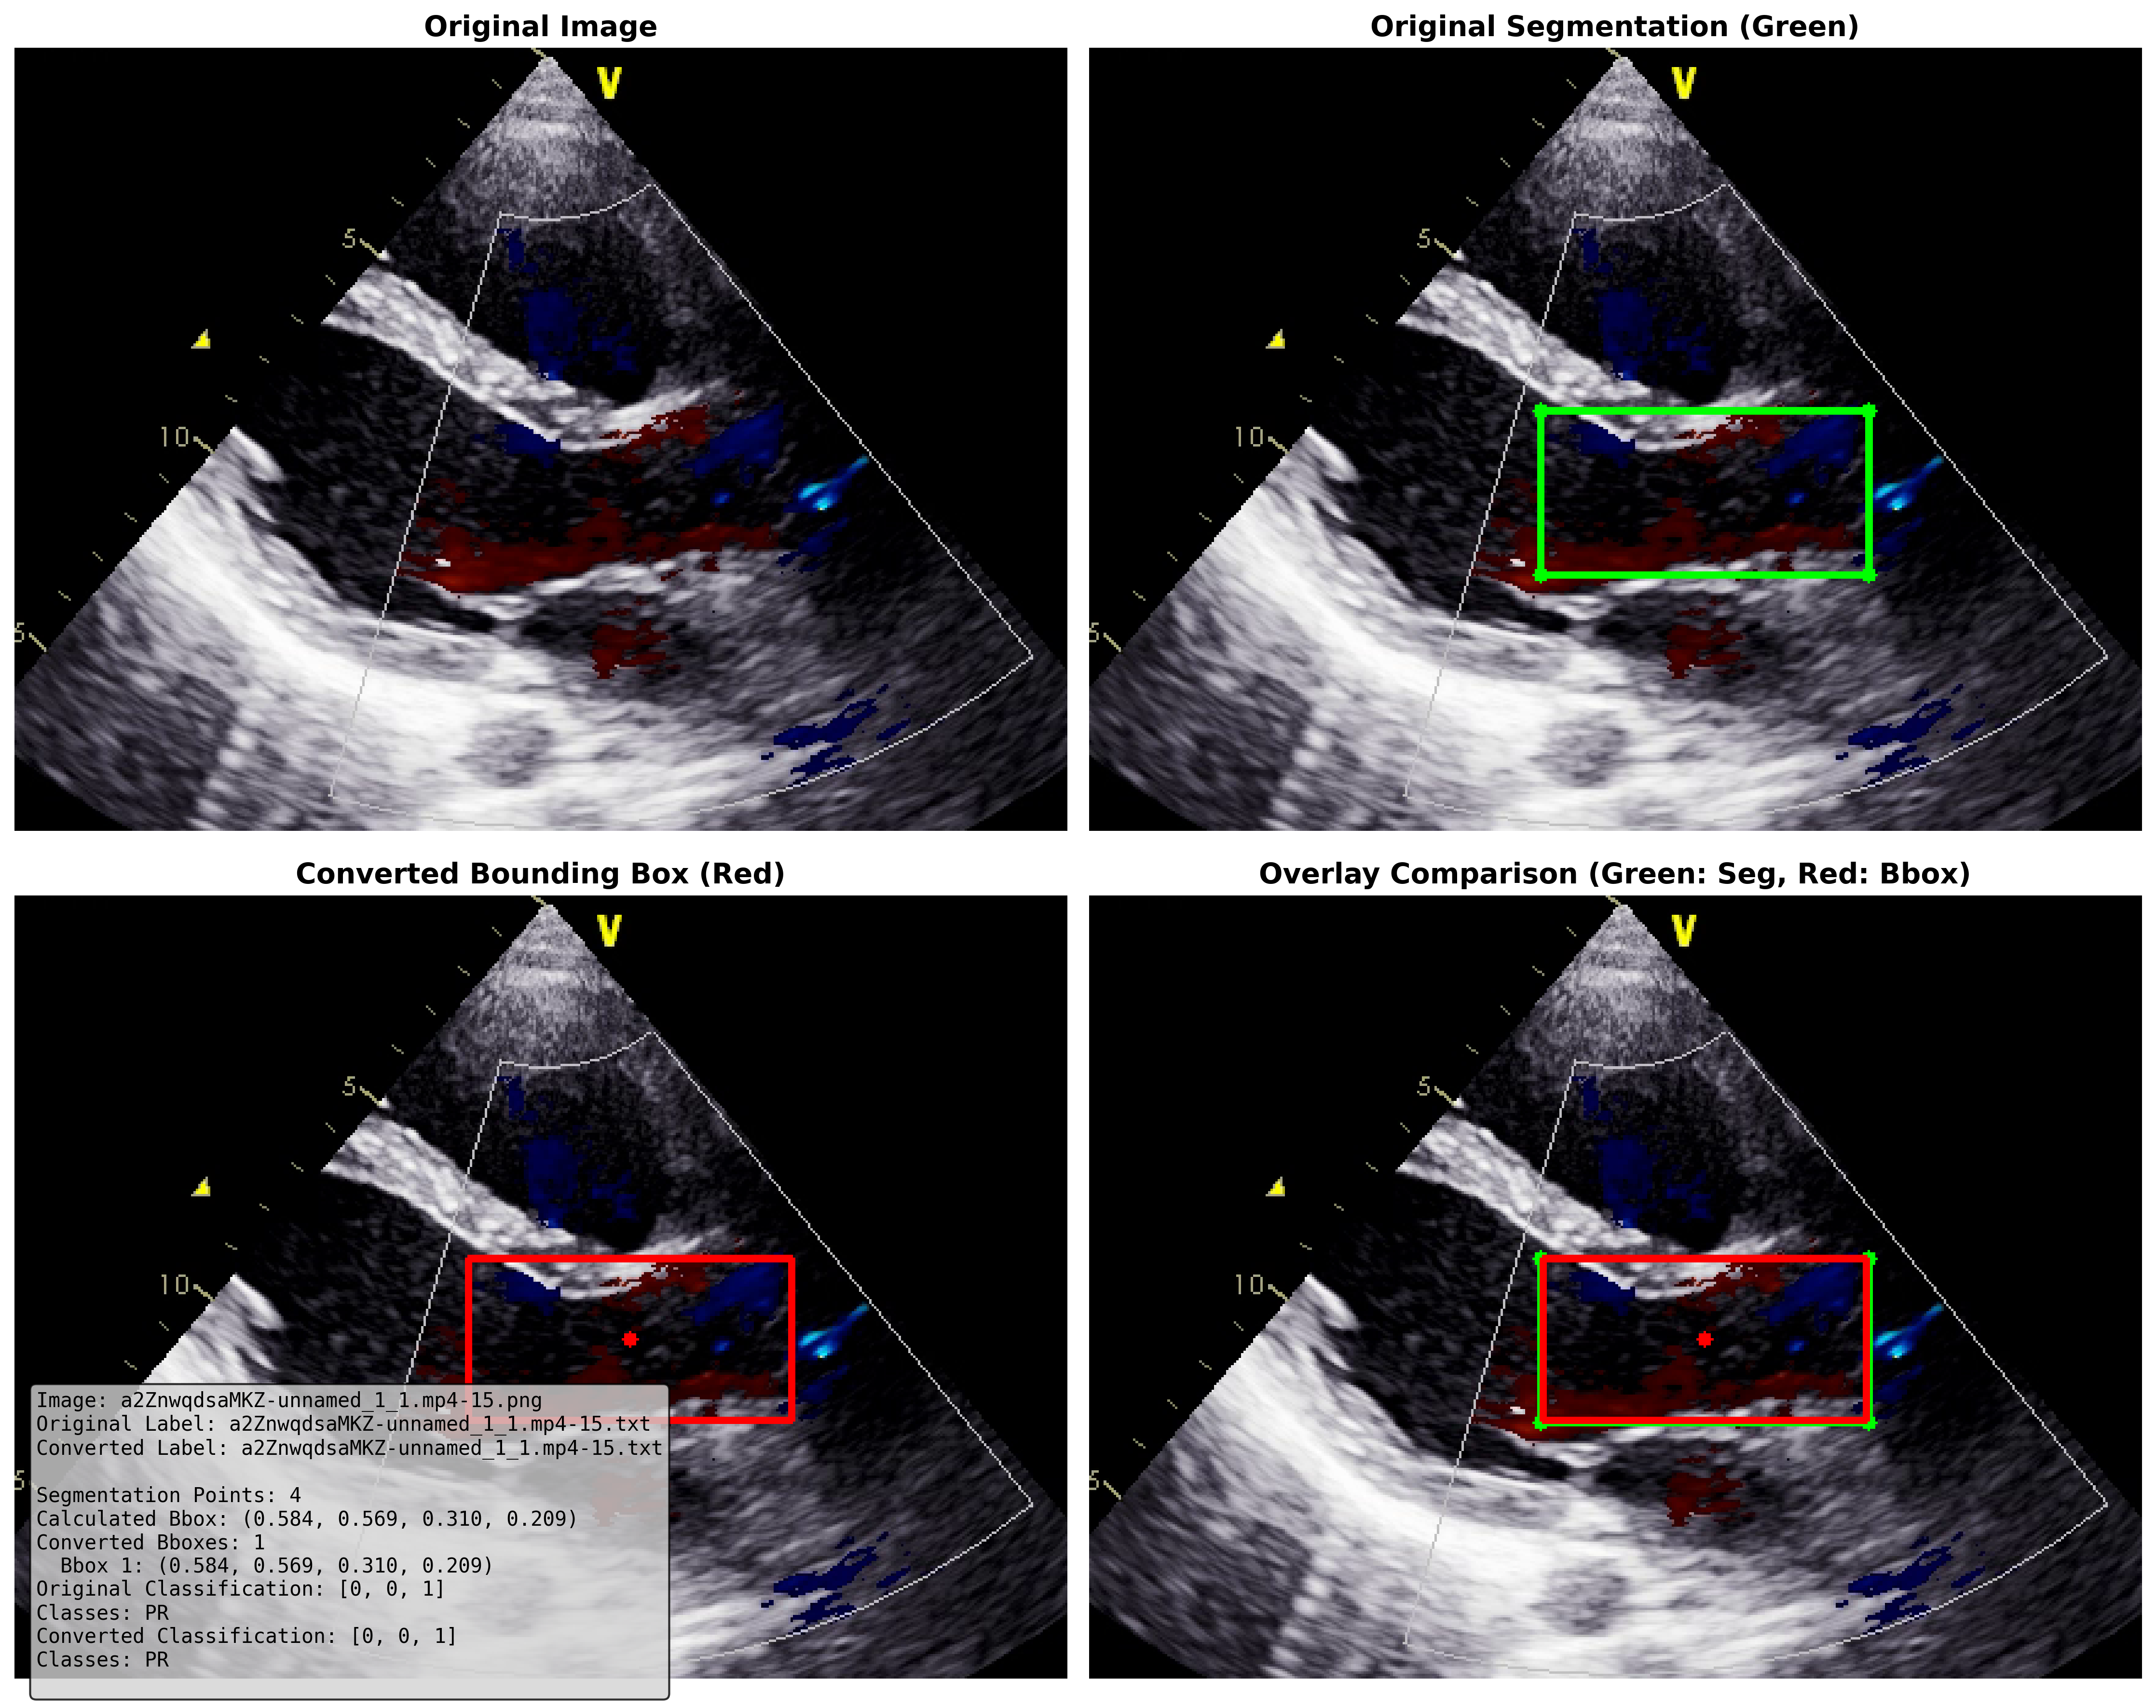 Original Image
Original Segmentation (Green)
V
5
10
5
V
5
10
5
Converted Bounding Box (Red)
Overlay Comparison (Green: Seg, Red: Bbox)
V
5
10
5
V
5
10
5
Image: a2ZnwqdsaMKZ-unnamed_1_1.mp4-15.png
Original Label: a2ZnwqdsaMKZ-unnamed_1_1.mp4-15.txt
Converted Label: a2ZnwqdsaMKZ-unnamed_1_1.mp4-15.txt
Segmentation Points: 4
Calculated Bbox: (0.584, 0.569, 0.310, 0.209)
Converted Bboxes: 1
Bbox 1: (0.584, 0.569, 0.310, 0.209)
Original Classification: [0, 0, 1]
Classes: PR
Converted Classification: [0, 0, 1]
Classes: PR